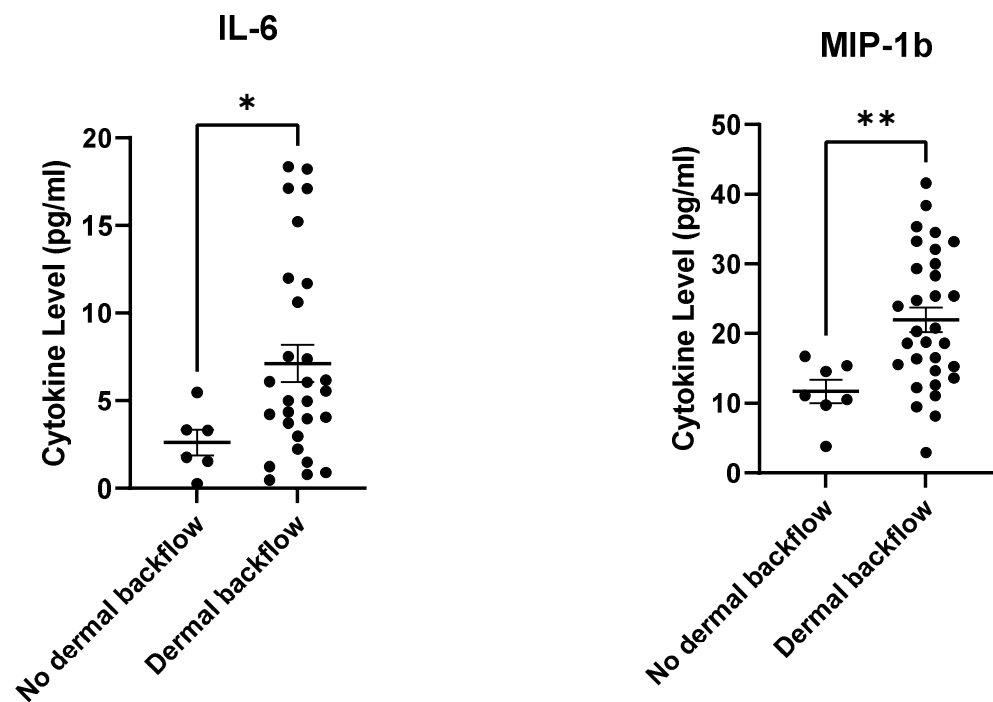 IL-6
*
Cytokine Level (pg/ml)
20
15
10
5
0
No dermal backflow
Dermal backflow
MIP-1b
**
Cytokine Level (pg/ml)
50
40
30
20
10
0
No dermal backflow
Dermal backflow